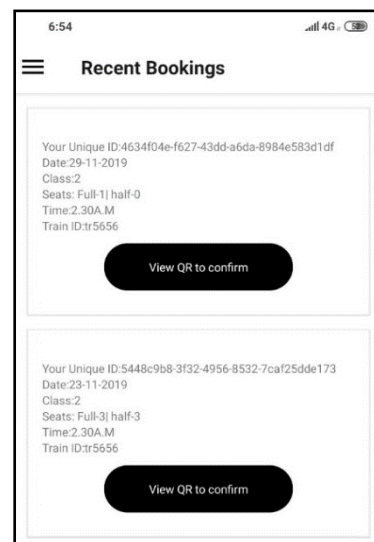 6:54
4G
Recent Bookings
Your Unique ID:4634f04e-f627-43dd-a6da-8984e583d1df
Date:29-11-2019
Class:2
Seats: Full-1| half-0
Time:2.30A.M
Train ID:tr5656
View QR to confirm
Your Unique ID:5448c9b8-3f32-4956-8532-7caf25dde173
Date:23-11-2019
Class:2
Seats: Full-3| half-3
Time:2.30A.M
Train ID:tr5656
View QR to confirm